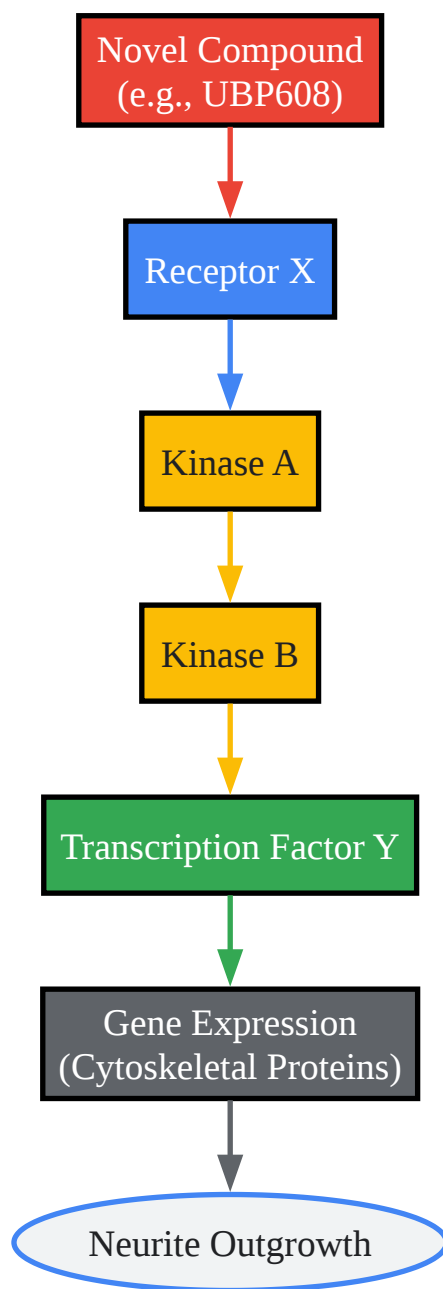 Novel Compound
(e.g., UBP608)
Receptor X
Kinase A
Kinase B
Transcription Factor Y
Gene Expression
(Cytoskeletal Proteins)
Neurite Outgrowth